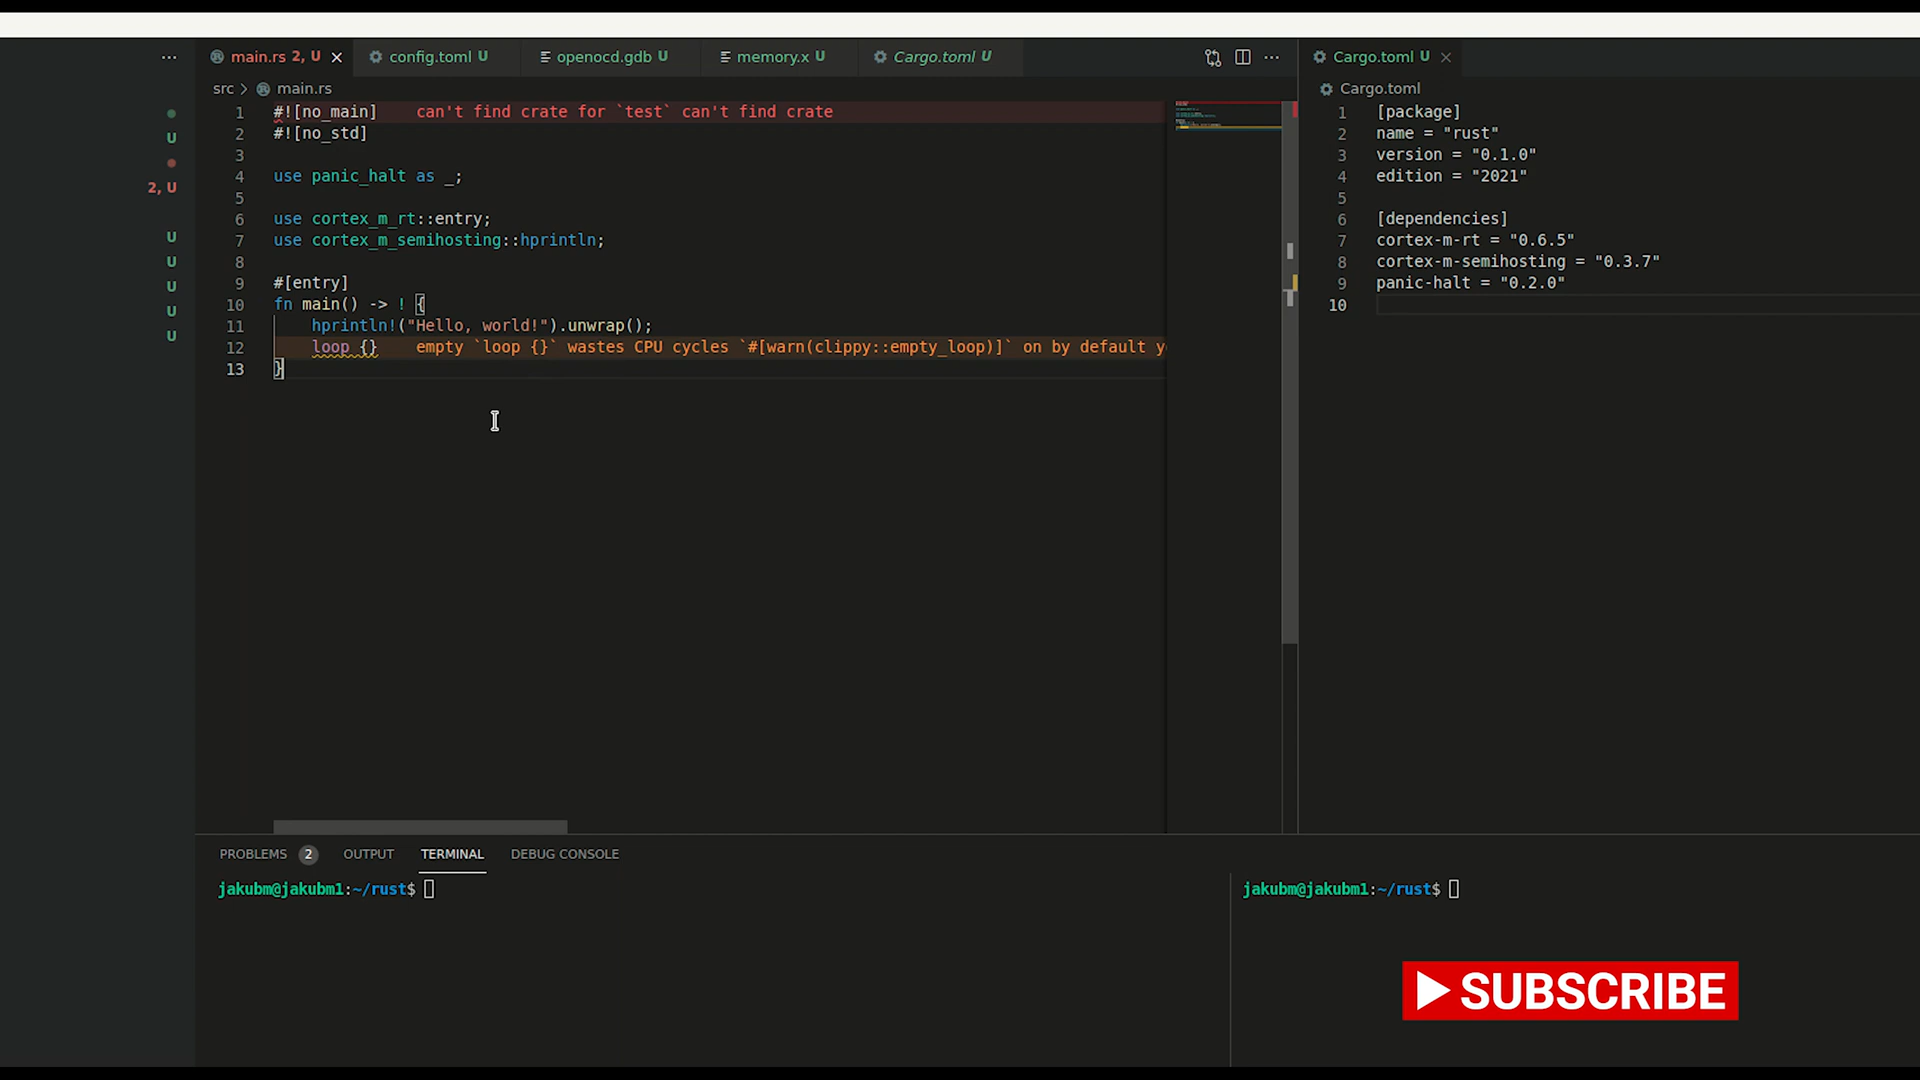 main.rs 2, U
config.toml U
openocd.gdb U
memory.x U
Cargo.toml U
Cargo.toml U
2, U
U
U
U
U
U
U
src > main.rs
1 #![no_main] can't find crate for `test` can't find crate
2 #![no_std]
3
4 use panic_halt as _;
5
6 use cortex_m_rt::entry;
7 use cortex_m_semihosting::hprintln;
8
9 #[entry]
10 fn main() -> ! {
11 hprintln!("Hello, world!").unwrap();
12 loop {} empty `loop {}` wastes CPU cycles `#[warn(clippy::empty_loop)]` on by default y
13 }
Cargo.toml
1 [package]
2 name = "rust"
3 version = "0.1.0"
4 edition = "2021"
5
6 [dependencies]
7 cortex-m-rt = "0.6.5"
8 cortex-m-semihosting = "0.3.7"
9 panic-halt = "0.2.0"
10
PROBLEMS 2 OUTPUT TERMINAL DEBUG CONSOLE
jakubm@jakubm1:~/rust$
jakubm@jakubm1:~/rust$
SUBSCRIBE